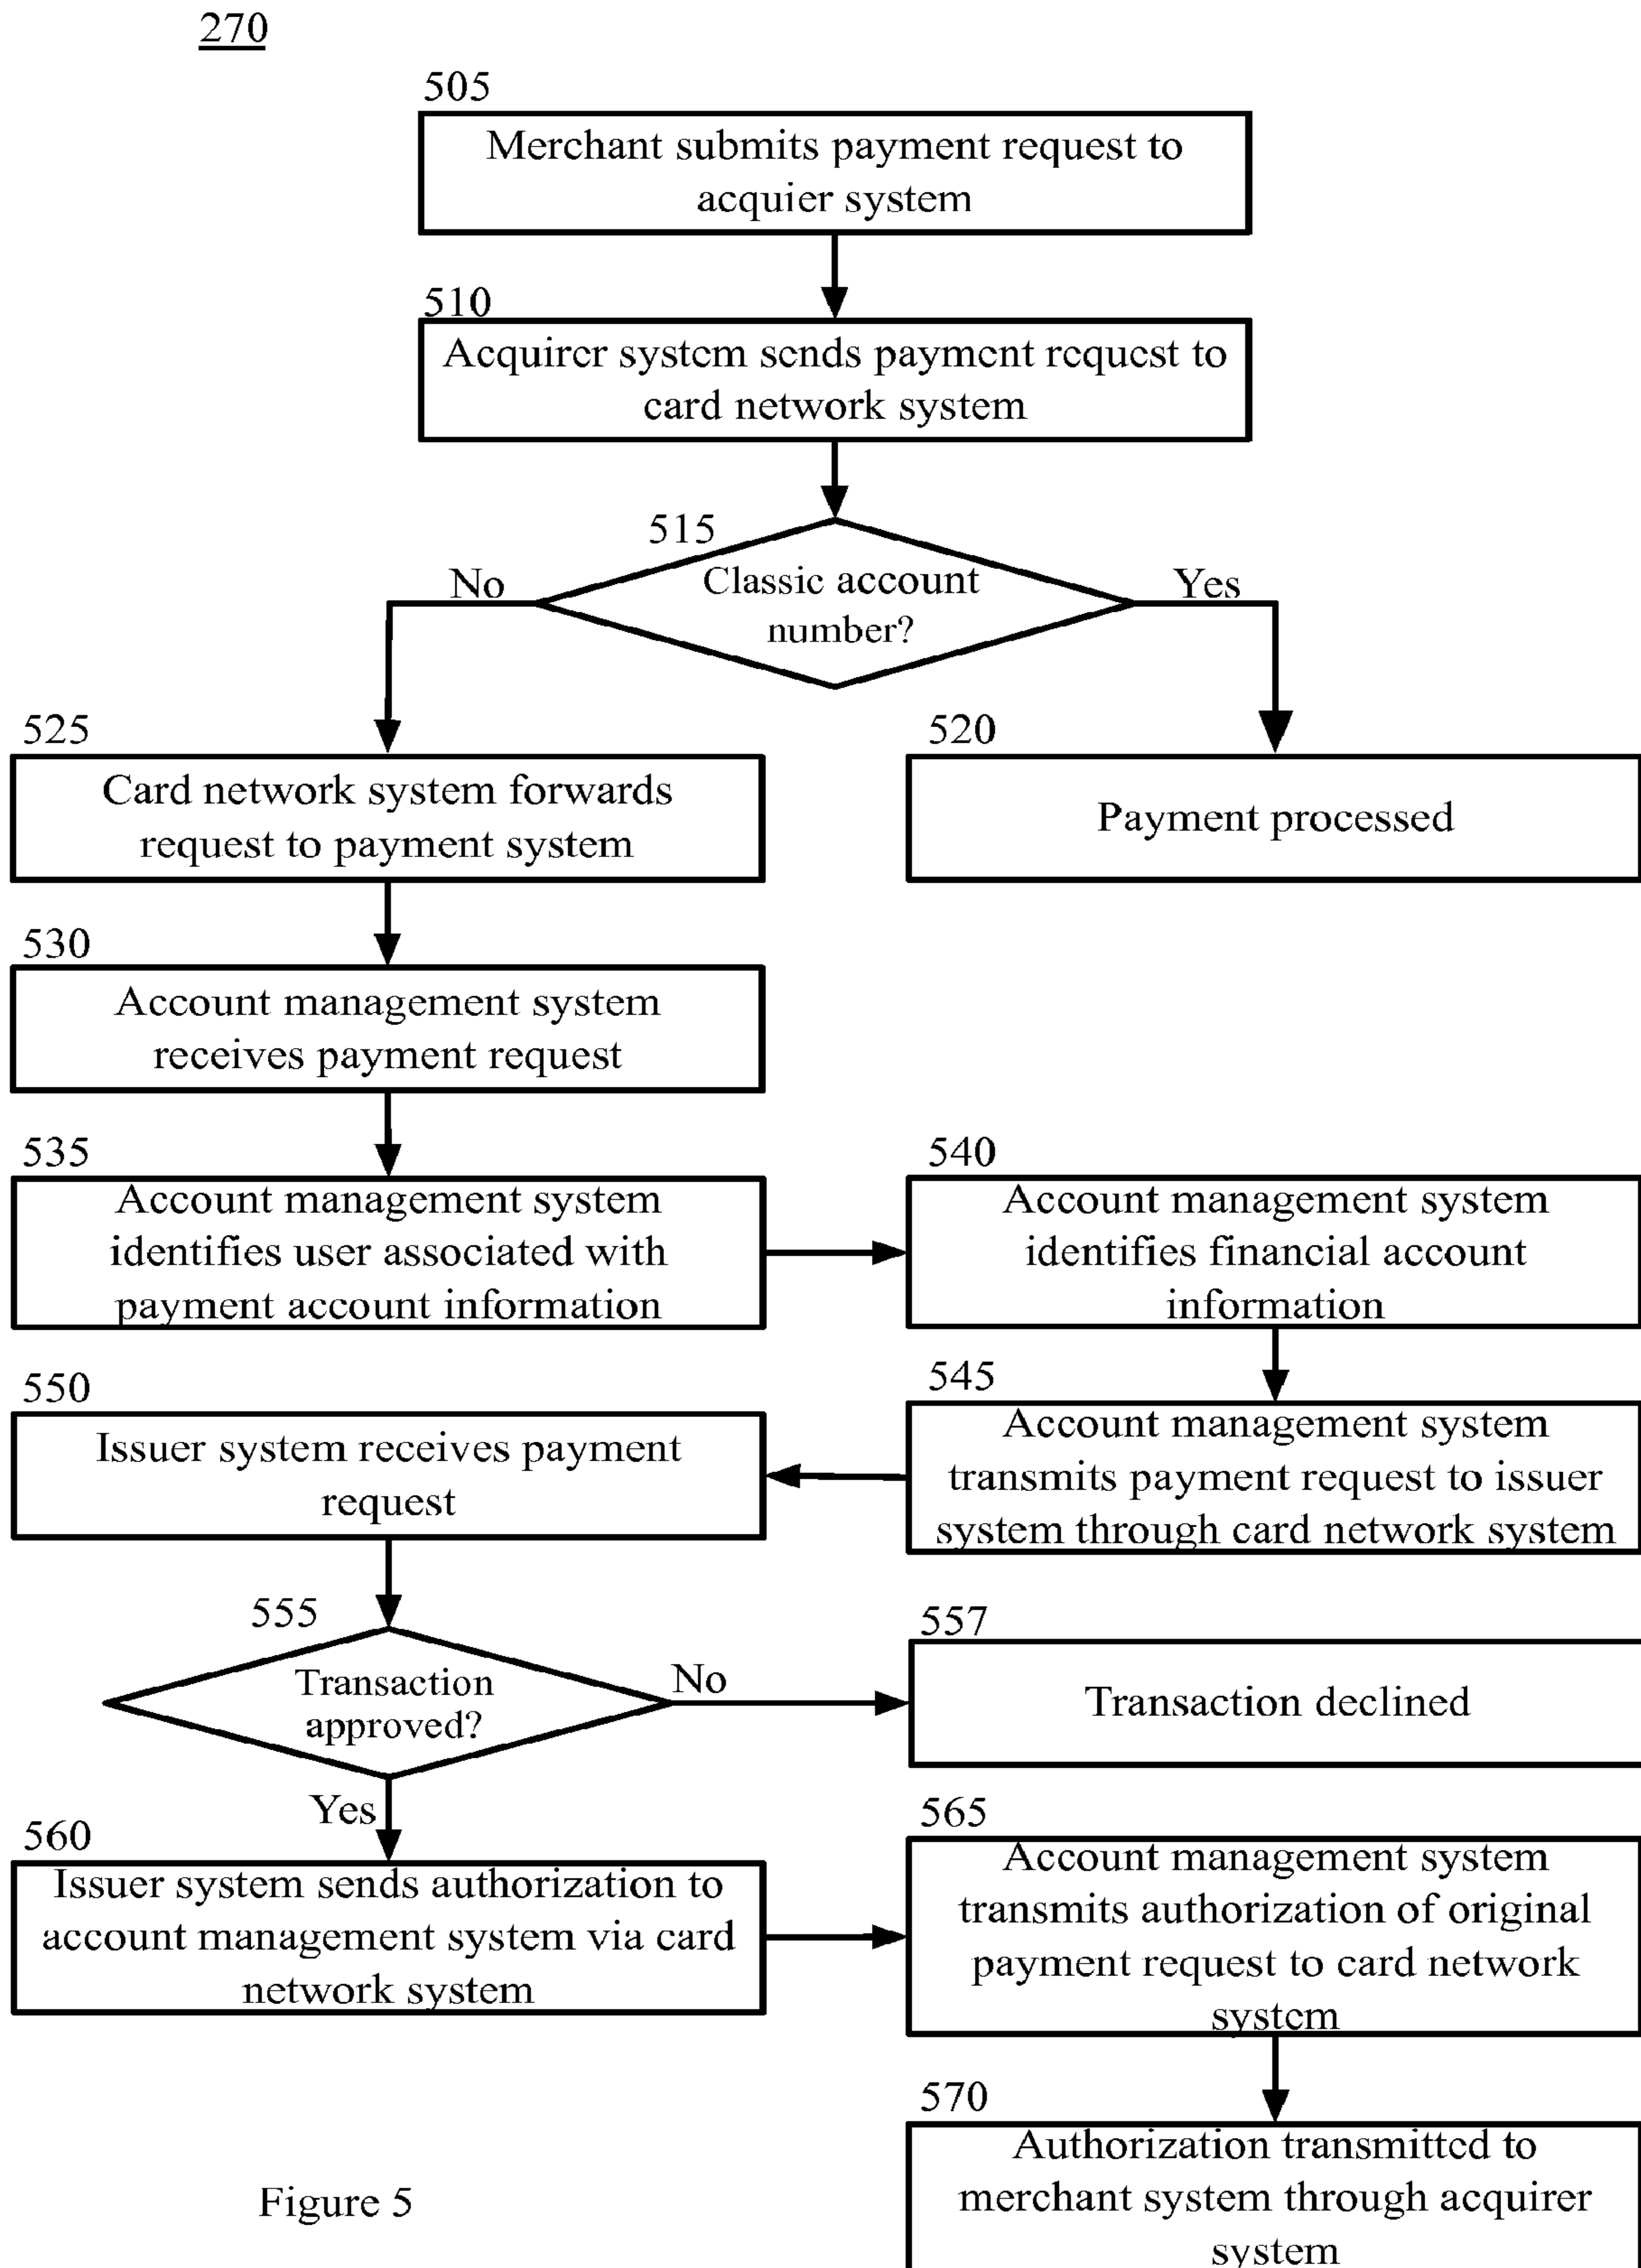 270
505
Merchant submits payment request to
acquier system
510
Acquirer system sends payment request to
card network system
515
Classic account
number?
No
Yes
525
Card network system forwards
request to payment system
520
Payment processed
530
Account management system
receives payment request
535
Account management system
identifies user associated with
payment account information
540
Account management system
identifies financial account
information
545
Account management system
transmits payment request to issuer
system through card network system
550
Issuer system receives payment
request
555
Transaction
approved?
No
557
Transaction declined
Yes
560
Issuer system sends authorization to
account management system via card
network system
565
Account management system
transmits authorization of original
payment request to card network
system
570
Authorization transmitted to
merchant system through acquirer
system
Figure 5